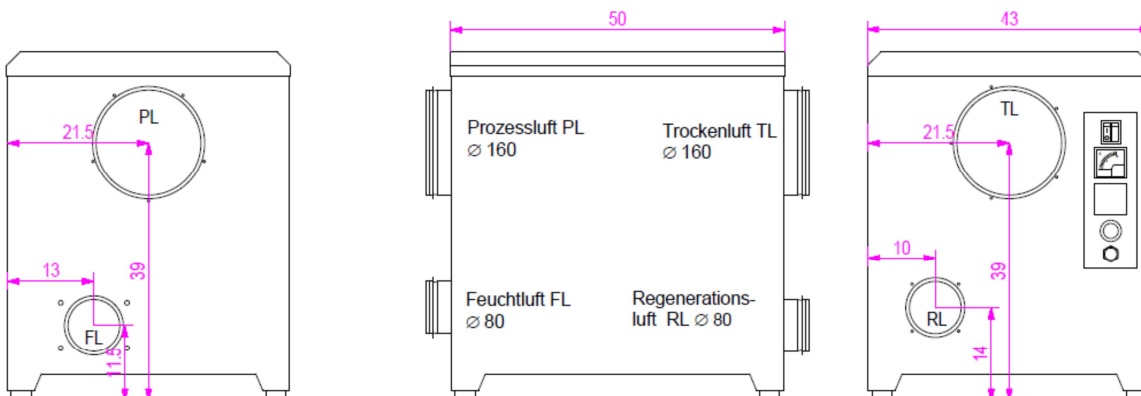 PL
21.5
39
13
FL
11.5
50
Prozessluft PL
Ø 160
Trockenluft TL
Ø 160
Feuchtluft FL
Ø 80
Regenerations-
luft RL Ø 80
43
TL
21.5
10
39
RL
14